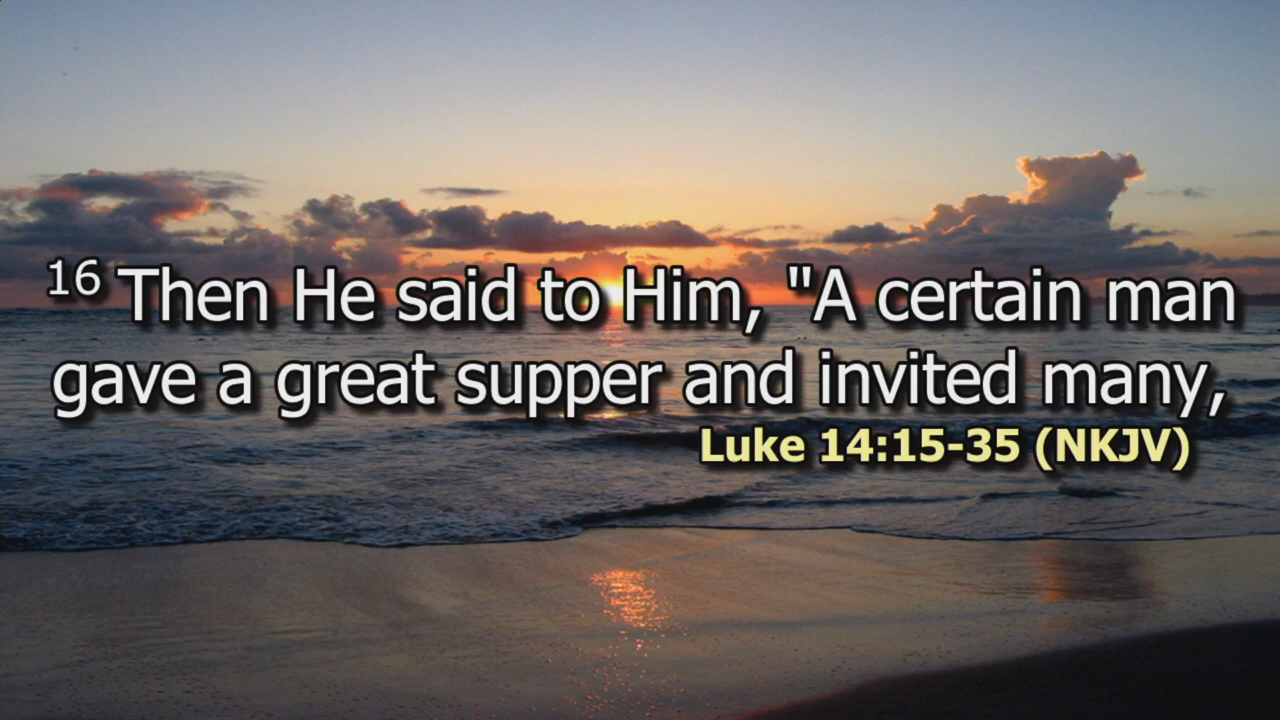 16 Then He said to Him, "A certain man
gave a great supper and invited many,
Luke 14:15-35 (NKJV)